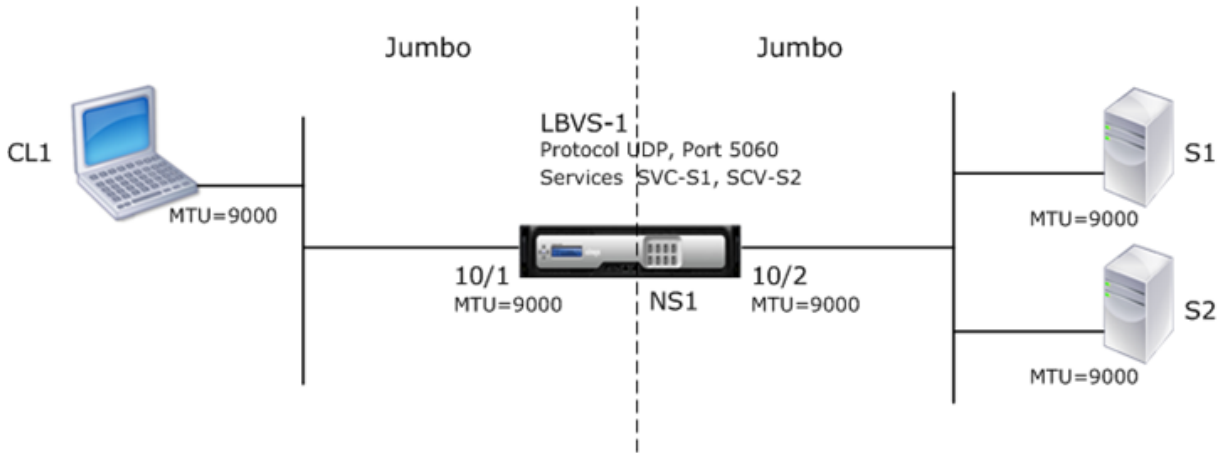 Jumbo
Jumbo
LBVS-1
Protocol UDP, Port 5060
Services SVC-S1, SCV-S2
CL1
MTU=9000
S1
MTU=9000
10/1
MTU=9000
NS1
10/2
MTU=9000
S2
MTU=9000